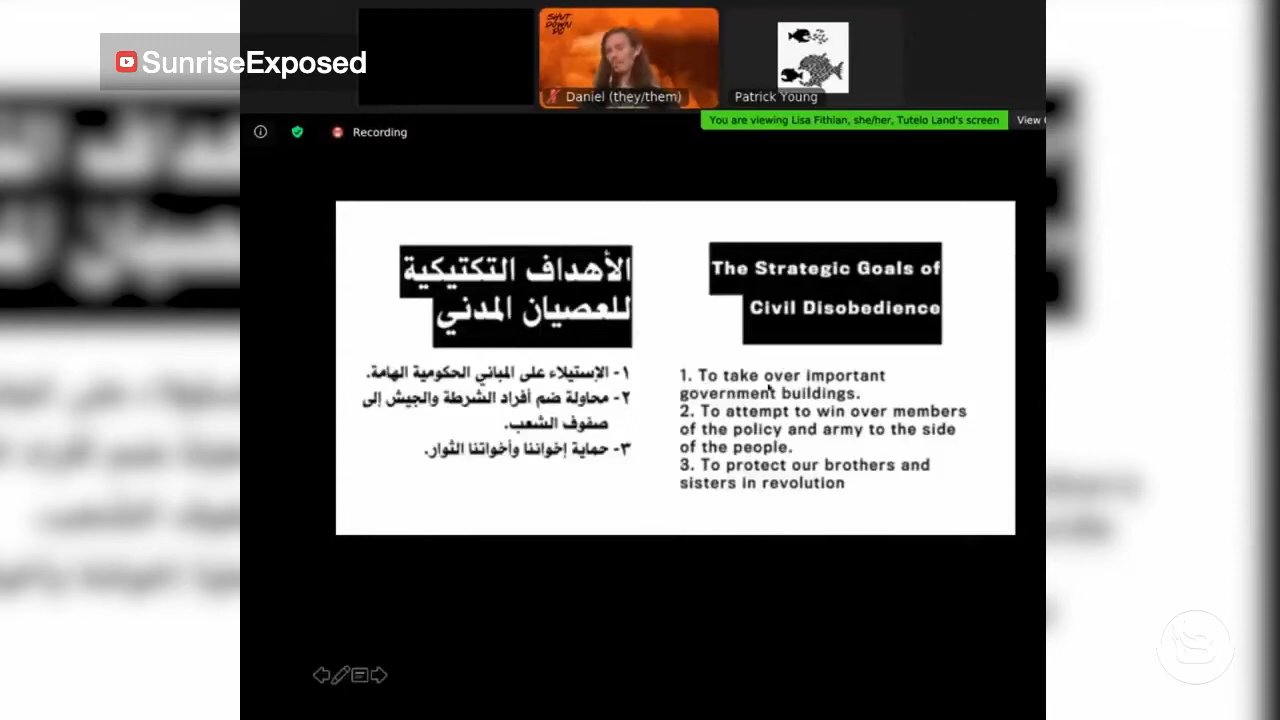 SunriseExposed
SHUT
DOWN
DC
Daniel (they/them)
Patrick Young
You are viewing Lisa Fithian, she/her, Tutelo Land's screen
View
Recording
الأهداف التكتيكية
للعصيان المدني
١- الإستيلاء على المباني الحكومية الهامة.
٢- محاولة ضم أفراد الشرطة والجيش إلى
صفوف الشعب.
٣- حماية إخواننا وأخواتنا الثوار.
The Strategic Goals of
Civil Disobedience
1. To take over important
government buildings.
2. To attempt to win over members
of the policy and army to the side
of the people.
3. To protect our brothers and
sisters in revolution